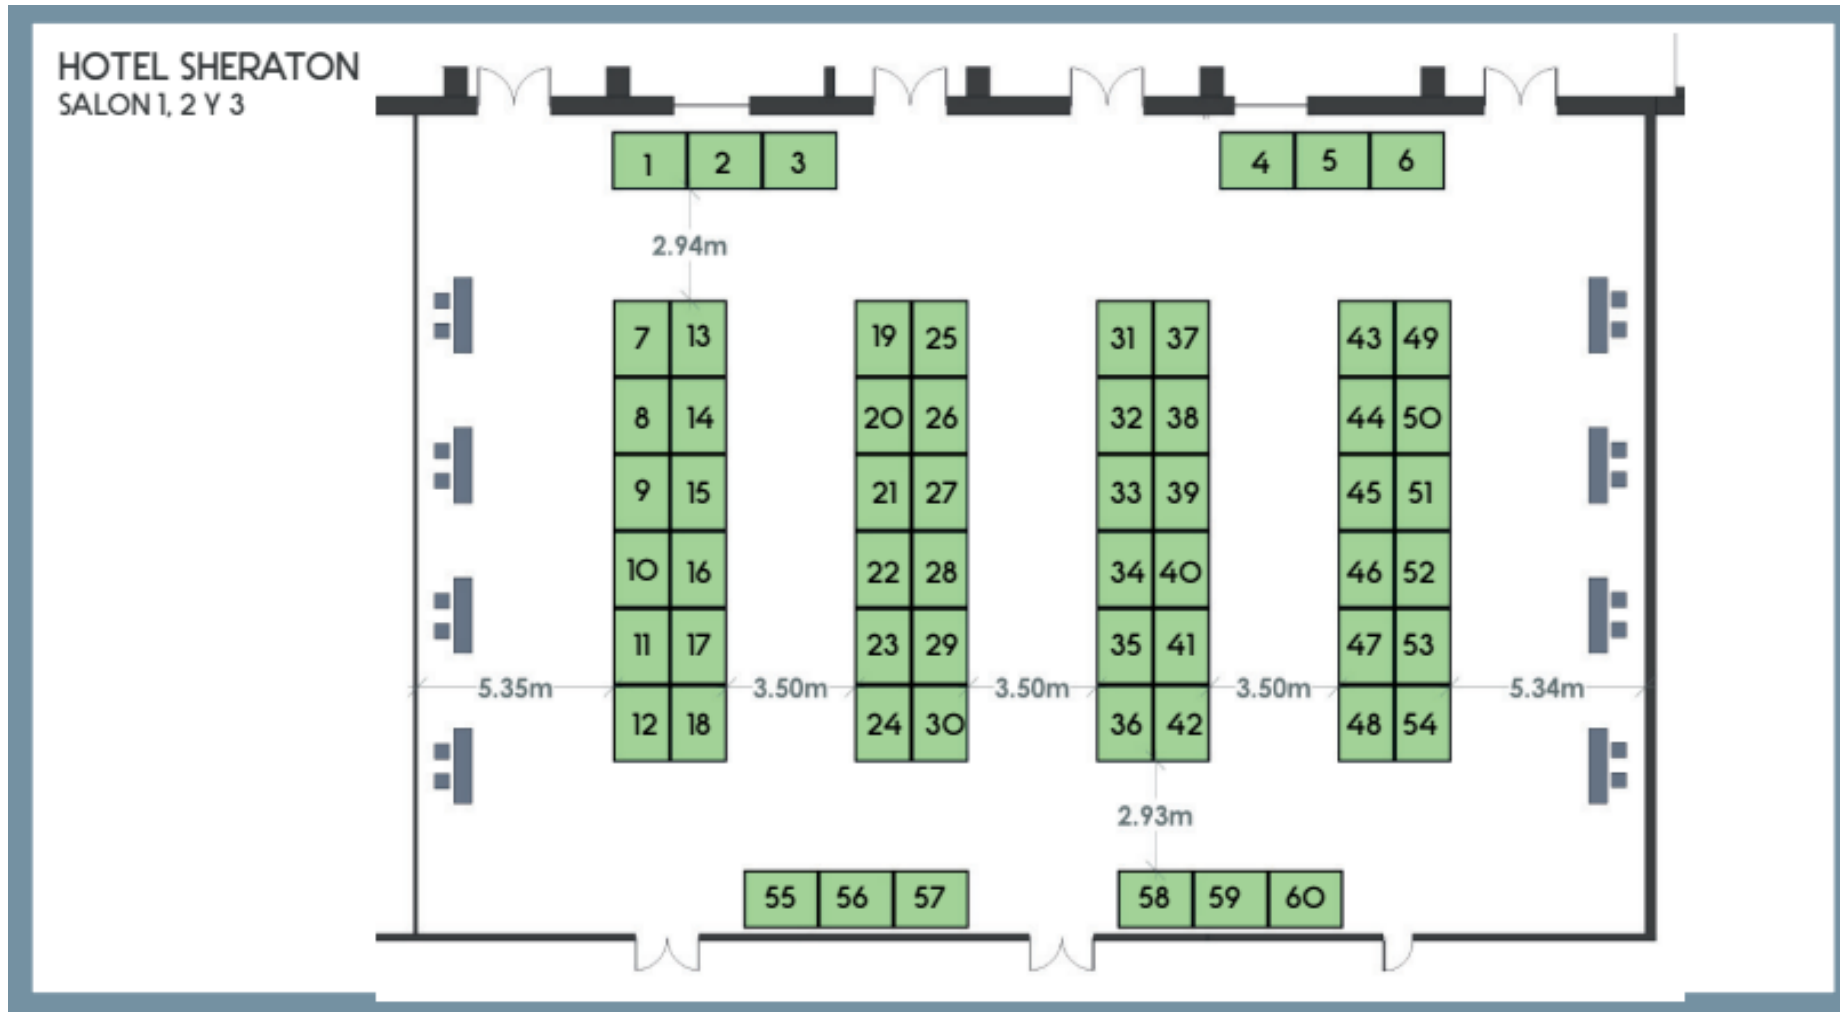 HOTEL SHERATON
SALON 1, 2 Y 3
1 2 3 4 5 6
2.94m
7 13 19 25 31 37 43 49
8 14 20 26 32 38 44 50
9 15 21 27 33 39 45 51
10 16 22 28 34 40 46 52
11 17 23 29 35 41 47 53
5.35m 3.50m 3.50m 3.50m 5.34m
12 18 24 30 36 42 48 54
2.93m
55 56 57 58 59 60